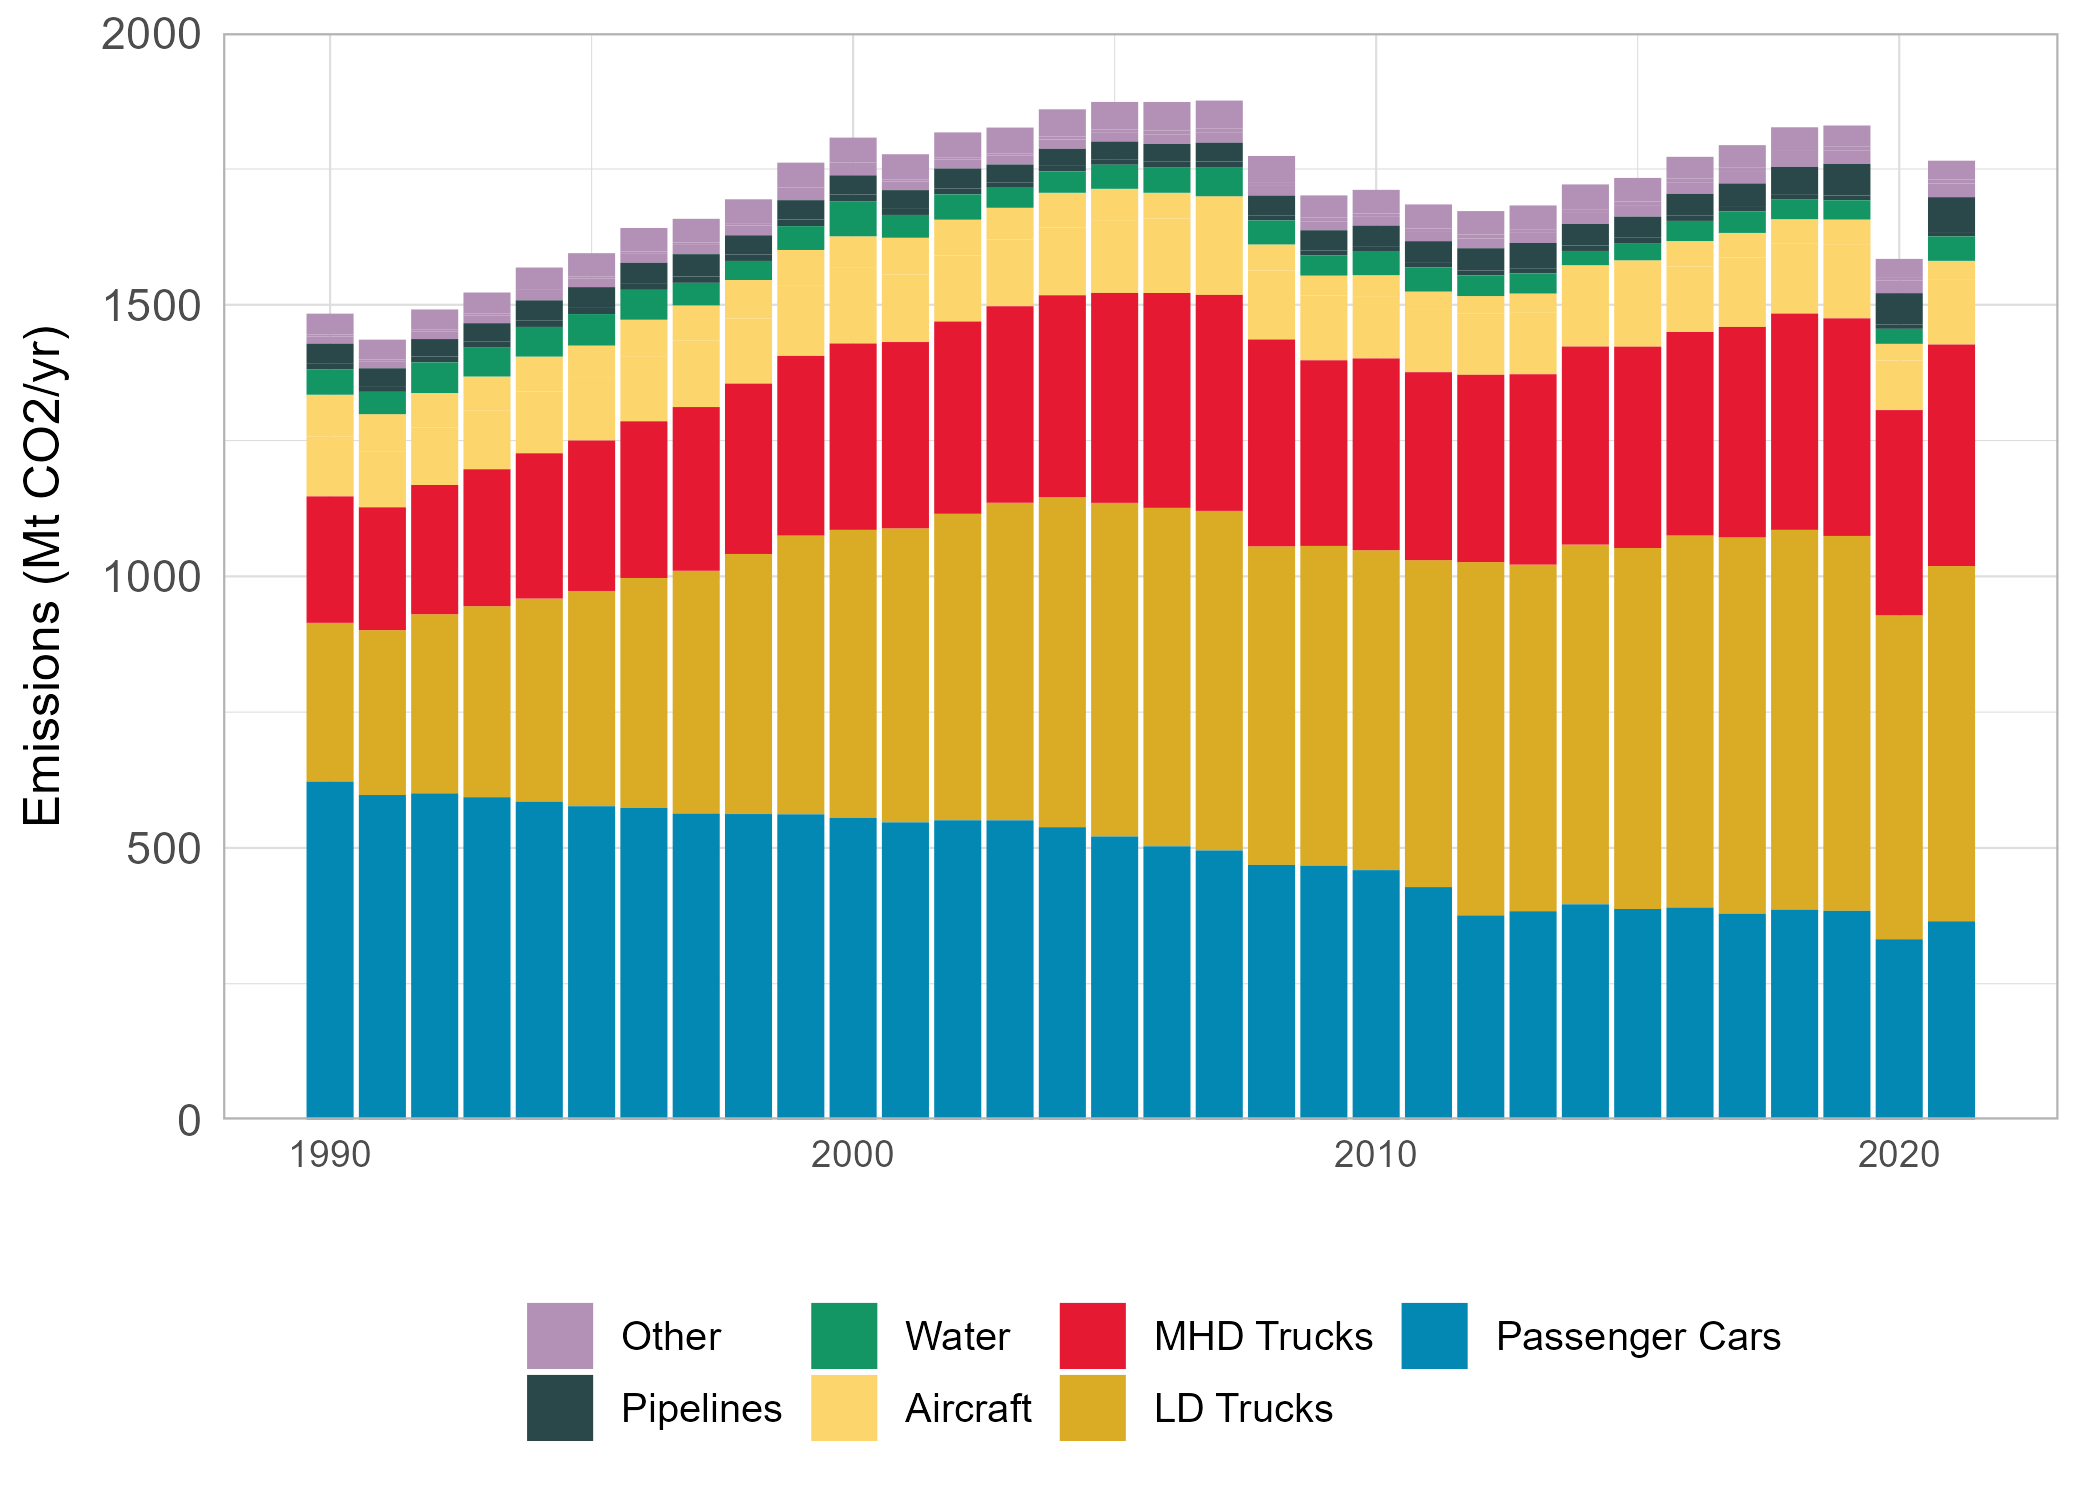 2000
1500
1000
500
0
Emissions (Mt CO2/yr)
1990 2000 2010 2020
Other Water MHD Trucks Passenger Cars
Pipelines Aircraft LD Trucks